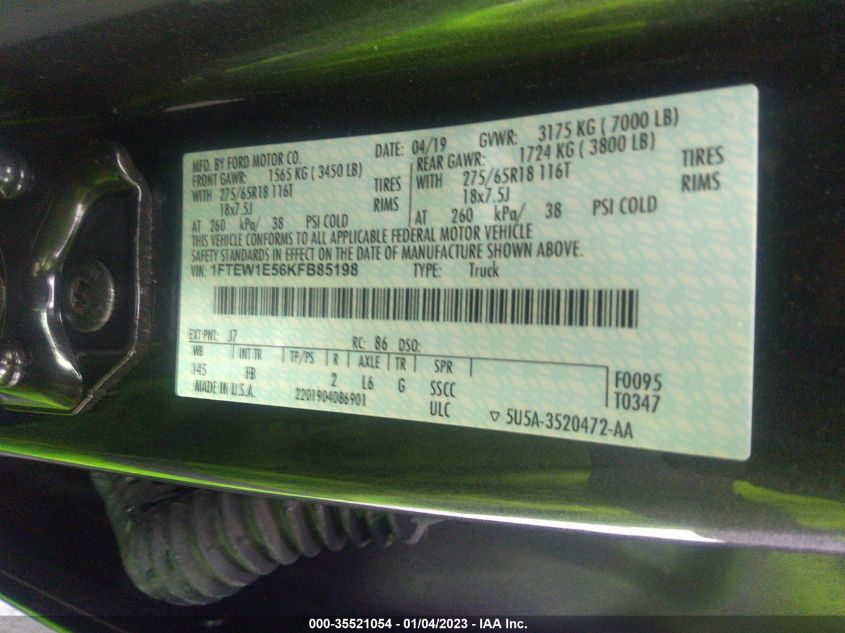 MFD. BY FORD MOTOR CO. DATE: 04/19 GVWR: 3175 KG ( 7000 LB)
FRONT GAWR: 1565 KG ( 3450 LB) REAR GAWR: 1724 KG ( 3800 LB)
WITH 275/65R18 116T TIRES WITH 275/65R18 116T TIRES
18x7.5J RIMS 18x7.5J RIMS
AT 260 kPa/ 38 PSI COLD AT 260 kPa/ 38 PSI COLD
THIS VEHICLE CONFORMS TO ALL APPLICABLE FEDERAL MOTOR VEHICLE
SAFETY STANDARDS IN EFFECT ON THE DATE OF MANUFACTURE SHOWN ABOVE.
VIN: 1FTEW1E56KFB85198 TYPE: Truck
EXT PNT: J7 RC: 86 DSO:
WB INT TR TP/PS R AXLE TR SPR
145 FB 2 L6 G SSCC F0095
MADE IN U.S.A. 2201904086901 ULC T0347
▽ 5U5A-3520472-AA
000-35521054 - 01/04/2023 - IAA Inc.